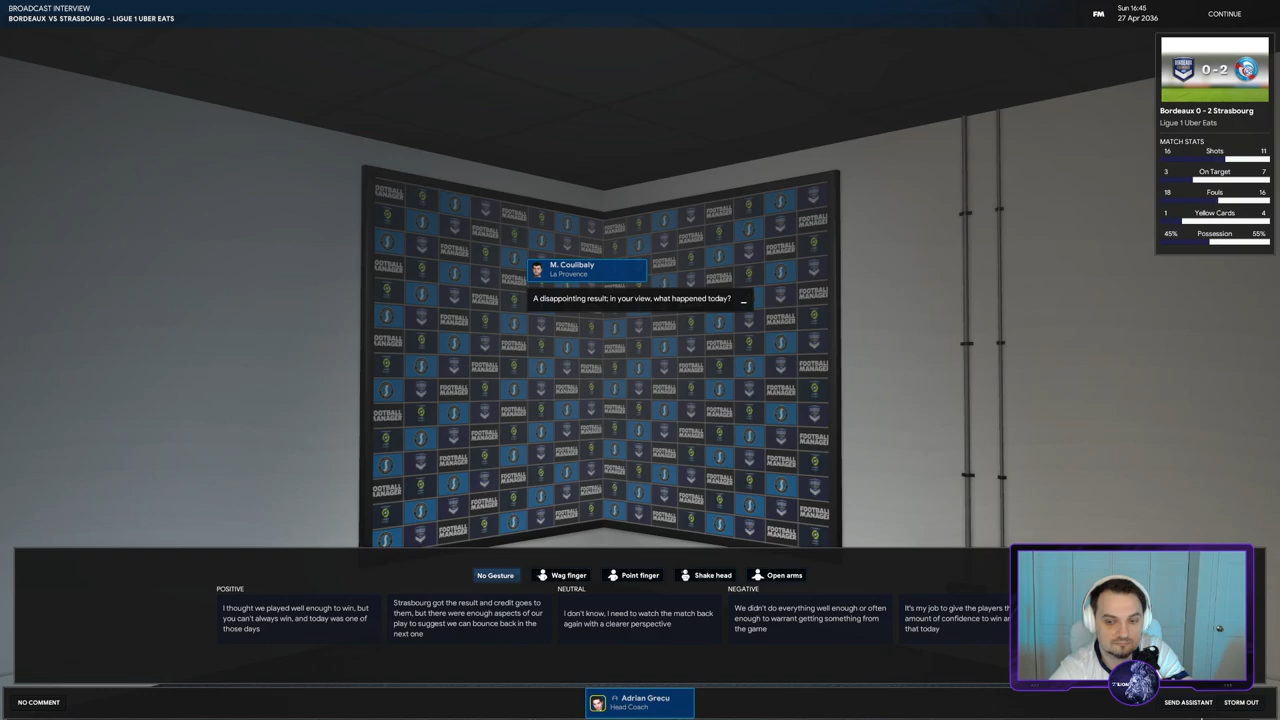 BROADCAST INTERVIEW
BORDEAUX VS STRASBOURG - LIGUE 1 UBER EATS
FM
Sun 16:45
27 Apr 2036
CONTINUE
0 - 2
Bordeaux 0 - 2 Strasbourg
Ligue 1 Uber Eats
MATCH STATS
16 Shots 11
3 On Target 7
18 Fouls 16
1 Yellow Cards 4
45% Possession 55%
FOOTBALL MANAGER
M. Coulibaly
La Provence
A disappointing result; in your view, what happened today?
No Gesture
Wag finger
Point finger
Shake head
Open arms
POSITIVE
I thought we played well enough to win, but
you can't always win, and today was one of
those days
Strasbourg got the result and credit goes to
them, but there were enough aspects of our
play to suggest we can bounce back in the
next one
NEUTRAL
I don't know, I need to watch the match back
again with a clearer perspective
NEGATIVE
We didn't do everything well enough or often
enough to warrant getting something from
the game
It's my job to give the players th
amount of confidence to win a
that today
NO COMMENT
Adrian Grecu
Head Coach
SEND ASSISTANT
STORM OUT